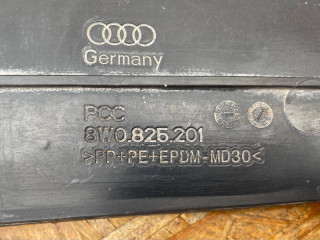 Germany
PCC
8W0.825.201
>PP+PE+EPDM-MD30<